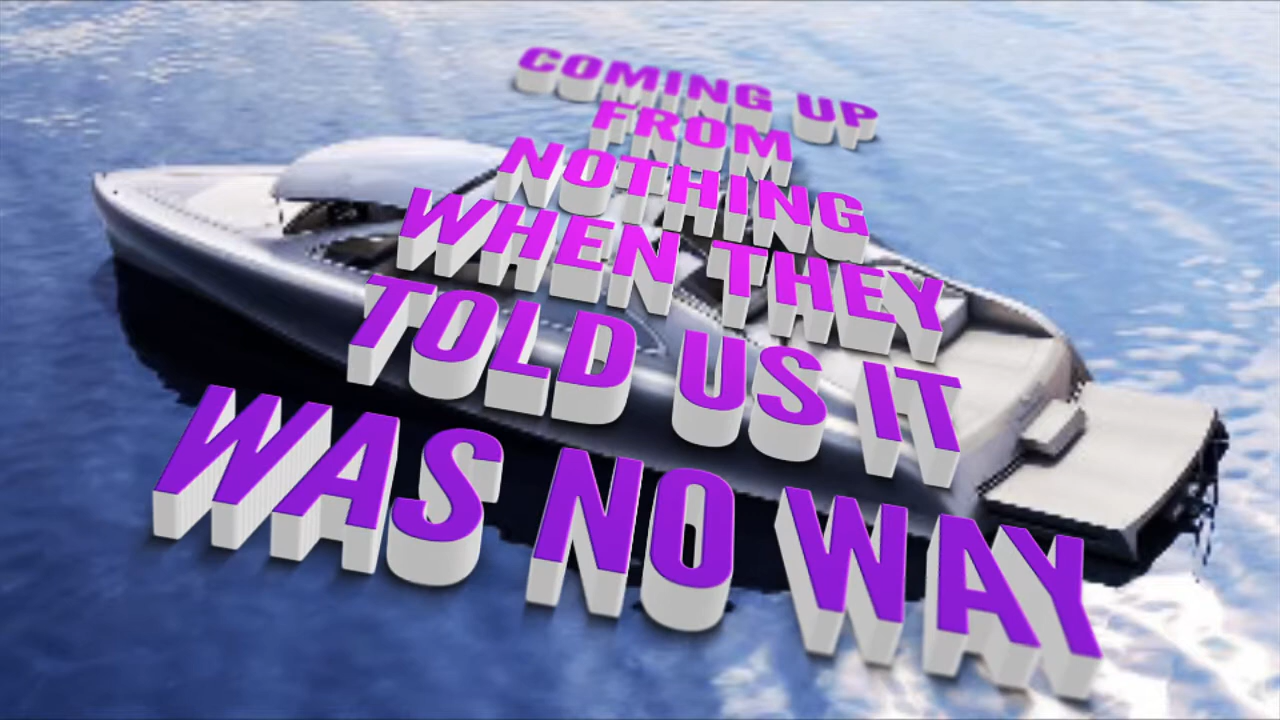 COMING UP
FROM
NOTHING
WHEN THEY
TOLD US IT
WAS NO WAY